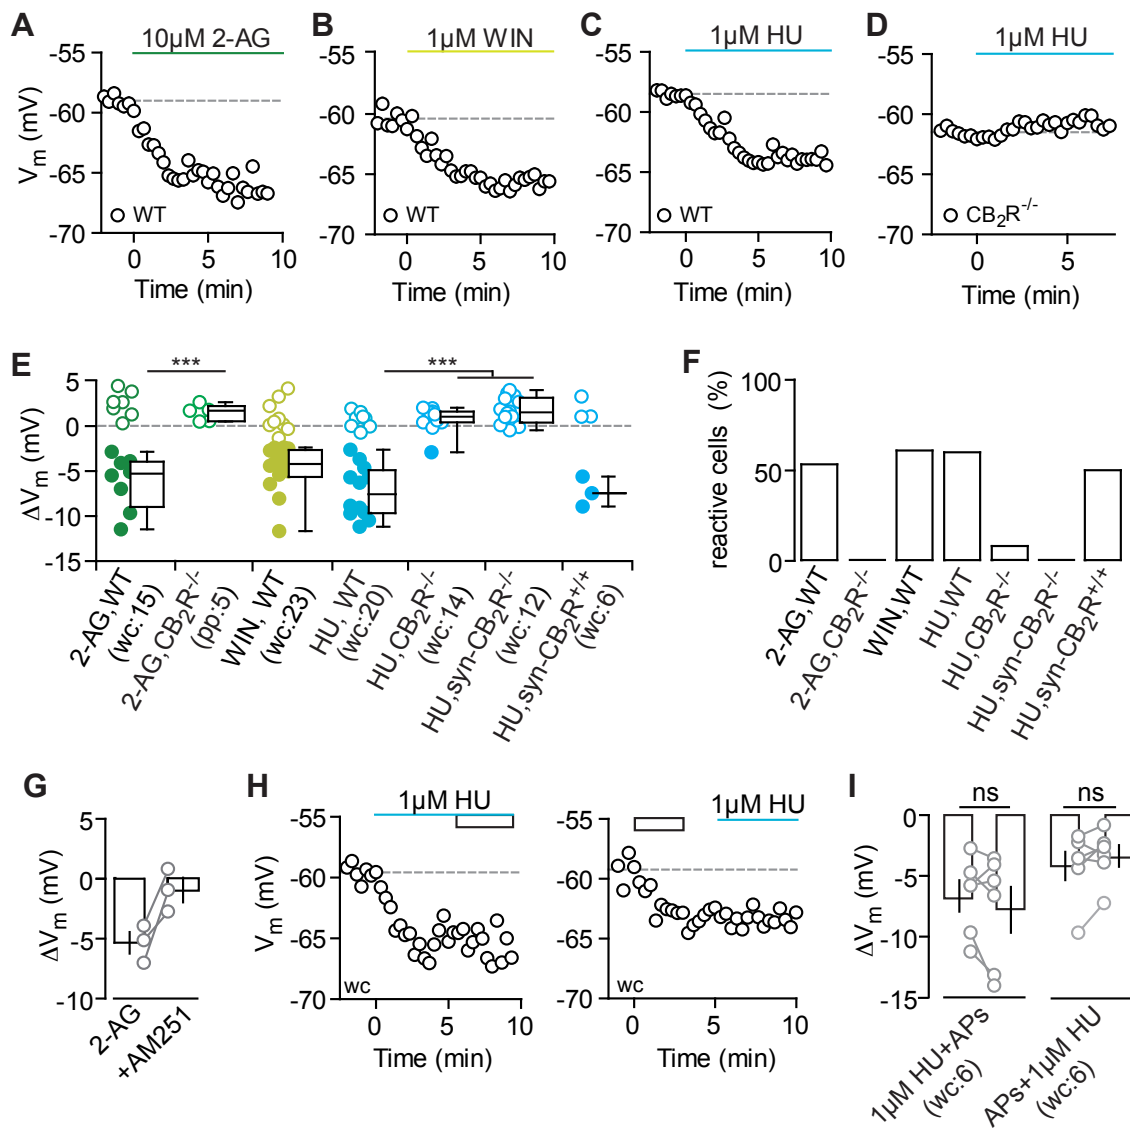 A
10µM 2-AG
-55
-60
-65
-70
Vm (mV)
WT
0
5
10
Time (min)
B
1µM WIN
-55
-60
-65
-70
WT
0
5
10
Time (min)
C
1µM HU
-55
-60
-65
-70
WT
0
5
10
Time (min)
D
1µM HU
-55
-60
-65
-70
CB2R-/-
0
5
Time (min)
E
***
***
5
0
-5
-10
-15
ΔVm (mV)
2-AG,WT
(wc:15)
2-AG,CB2R-/-
(pp:5)
WIN, WT
(wc:23)
HU, WT
(wc:20)
HU,CB2R-/-
(wc:14)
HU,syn-CB2R-/-
(wc:12)
HU,syn-CB2R+/+
(wc:6)
F
100
50
0
reactive cells (%)
2-AG,WT
2-AG,CB2R-/-
WIN,WT
HU,WT
HU,CB2R-/-
HU,syn-CB2R-/-
HU,syn-CB2R+/+
G
5
0
-5
-10
ΔVm (mV)
2-AG
+AM251
H
1µM HU
-55
-60
-65
-70
Vm (mV)
wc
0
5
10
Time (min)
1µM HU
-55
-60
-65
-70
wc
0
5
10
Time (min)
I
ns
ns
0
-5
-10
-15
ΔVm (mV)
1µM HU+APs
(wc:6)
APs+1µM HU
(wc:6)